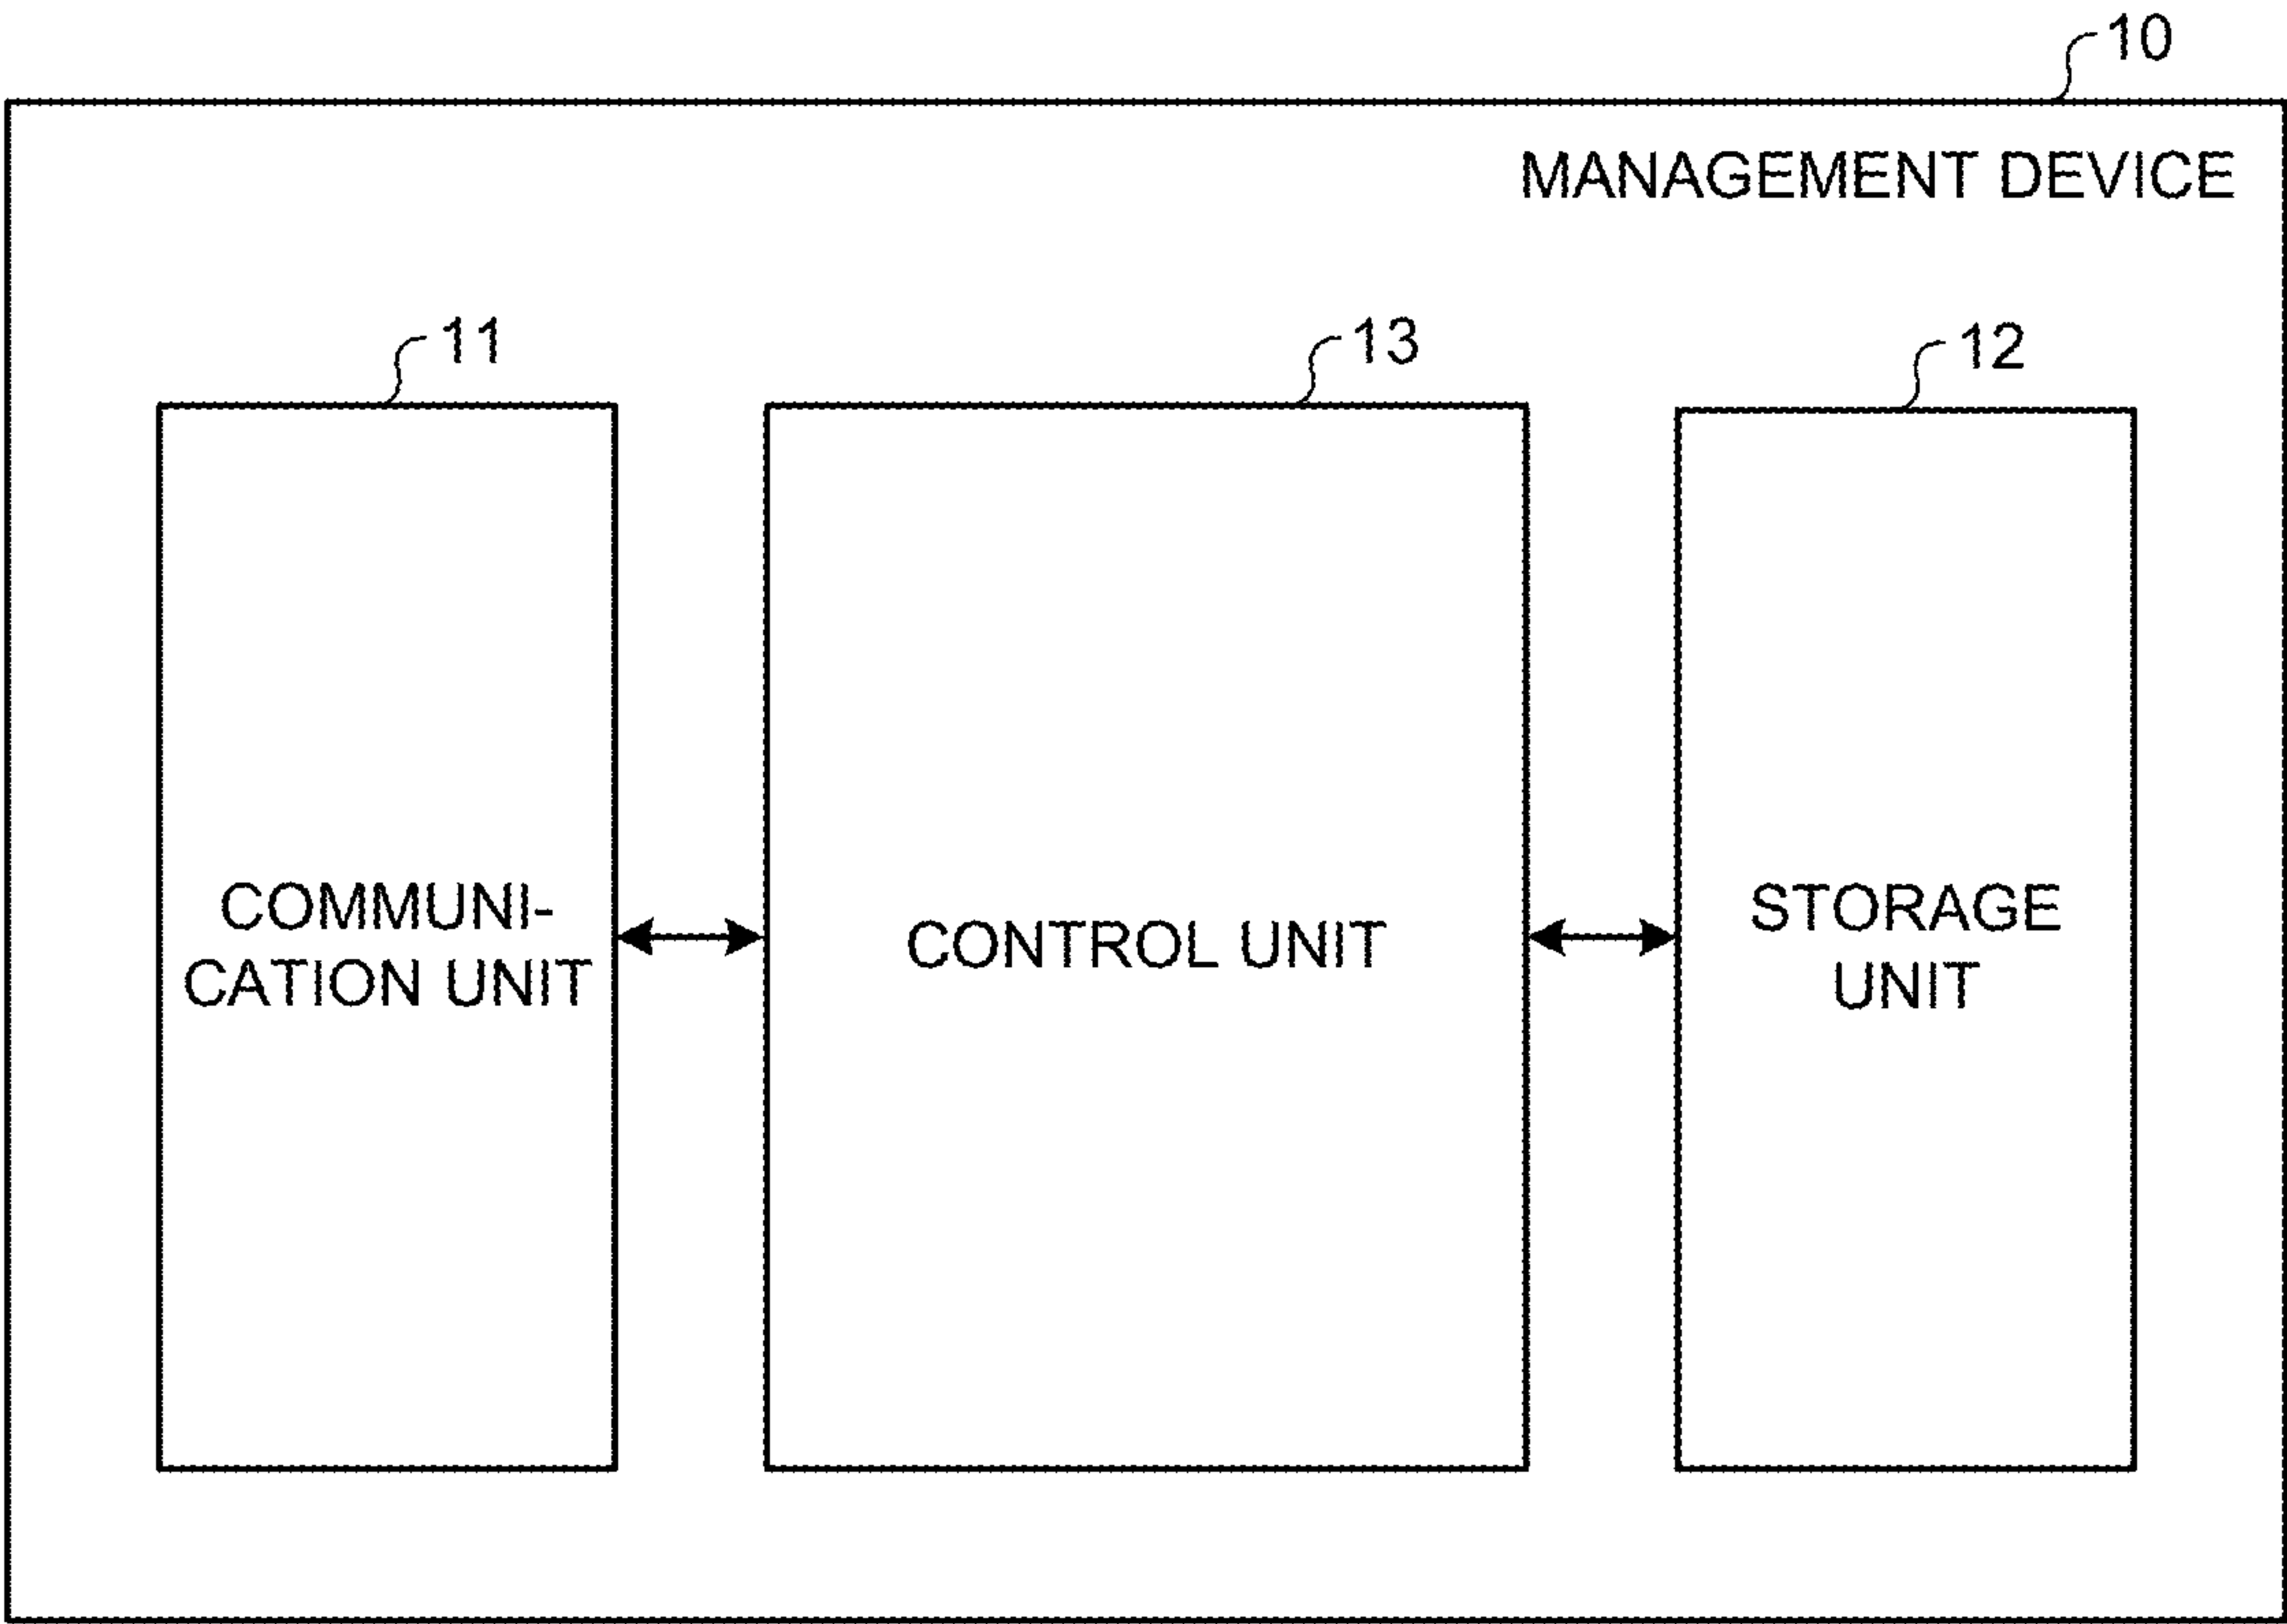 10
MANAGEMENT DEVICE
11
13
12
COMMUNI-
CATION UNIT
CONTROL UNIT
STORAGE
UNIT